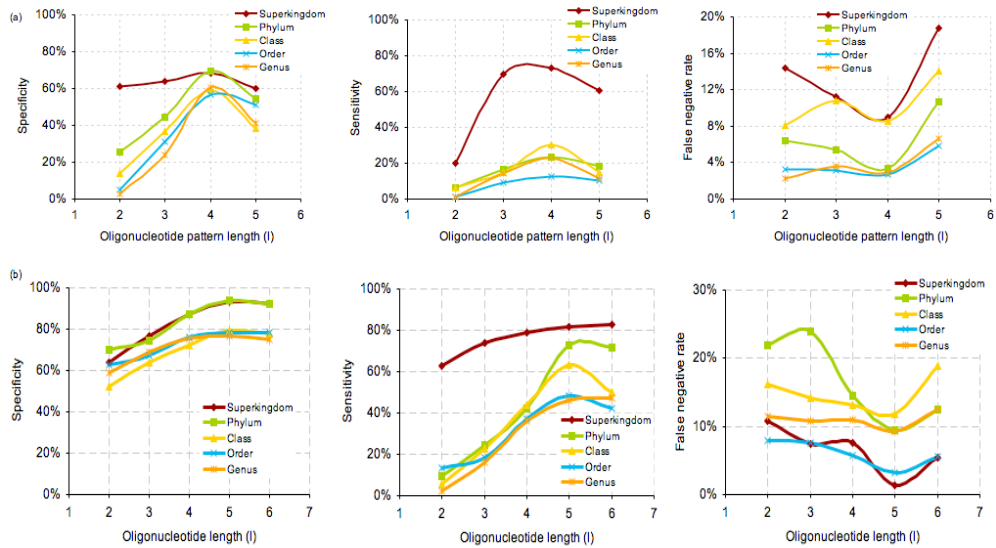 (a)
100%
80%
60%
40%
20%
0%
Specificity
1 2 3 4 5 6
Oligonucleotide pattern length (l)
Superkingdom
Phylum
Class
Order
Genus
100%
80%
60%
40%
20%
0%
Sensitivity
1 2 3 4 5 6
Oligonucleotide pattern length (l)
Superkingdom
Phylum
Class
Order
Genus
20%
16%
12%
8%
4%
0%
False negative rate
1 2 3 4 5 6
Oligonucleotide pattern length (l)
Superkingdom
Phylum
Class
Order
Genus
(b)
100%
80%
60%
40%
20%
0%
Specificity
1 2 3 4 5 6 7
Oligonucleotide length (l)
Superkingdom
Phylum
Class
Order
Genus
100%
80%
60%
40%
20%
0%
Sensitivity
1 2 3 4 5 6 7
Oligonucleotide length (l)
Superkingdom
Phylum
Class
Order
Genus
30%
20%
10%
0%
False negative rate
1 2 3 4 5 6 7
Oligonucleotide length (l)
Superkingdom
Phylum
Class
Order
Genus